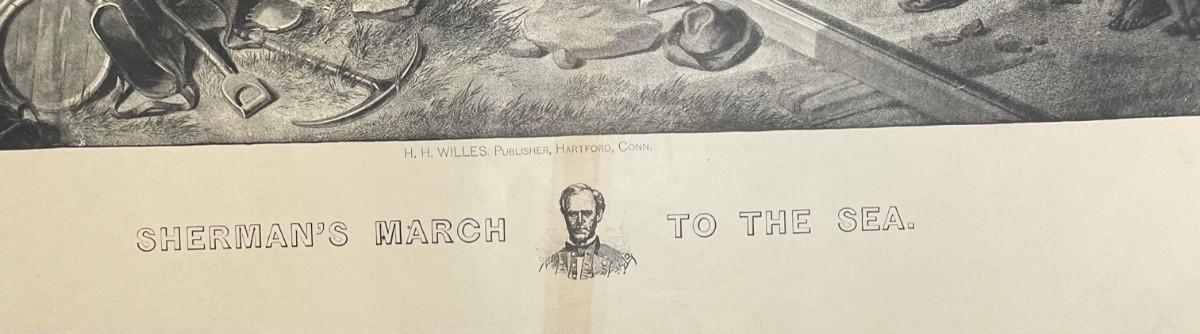 H. H. WILLES. PUBLISHER, HARTFORD, CONN.
SHERMAN'S MARCH TO THE SEA.